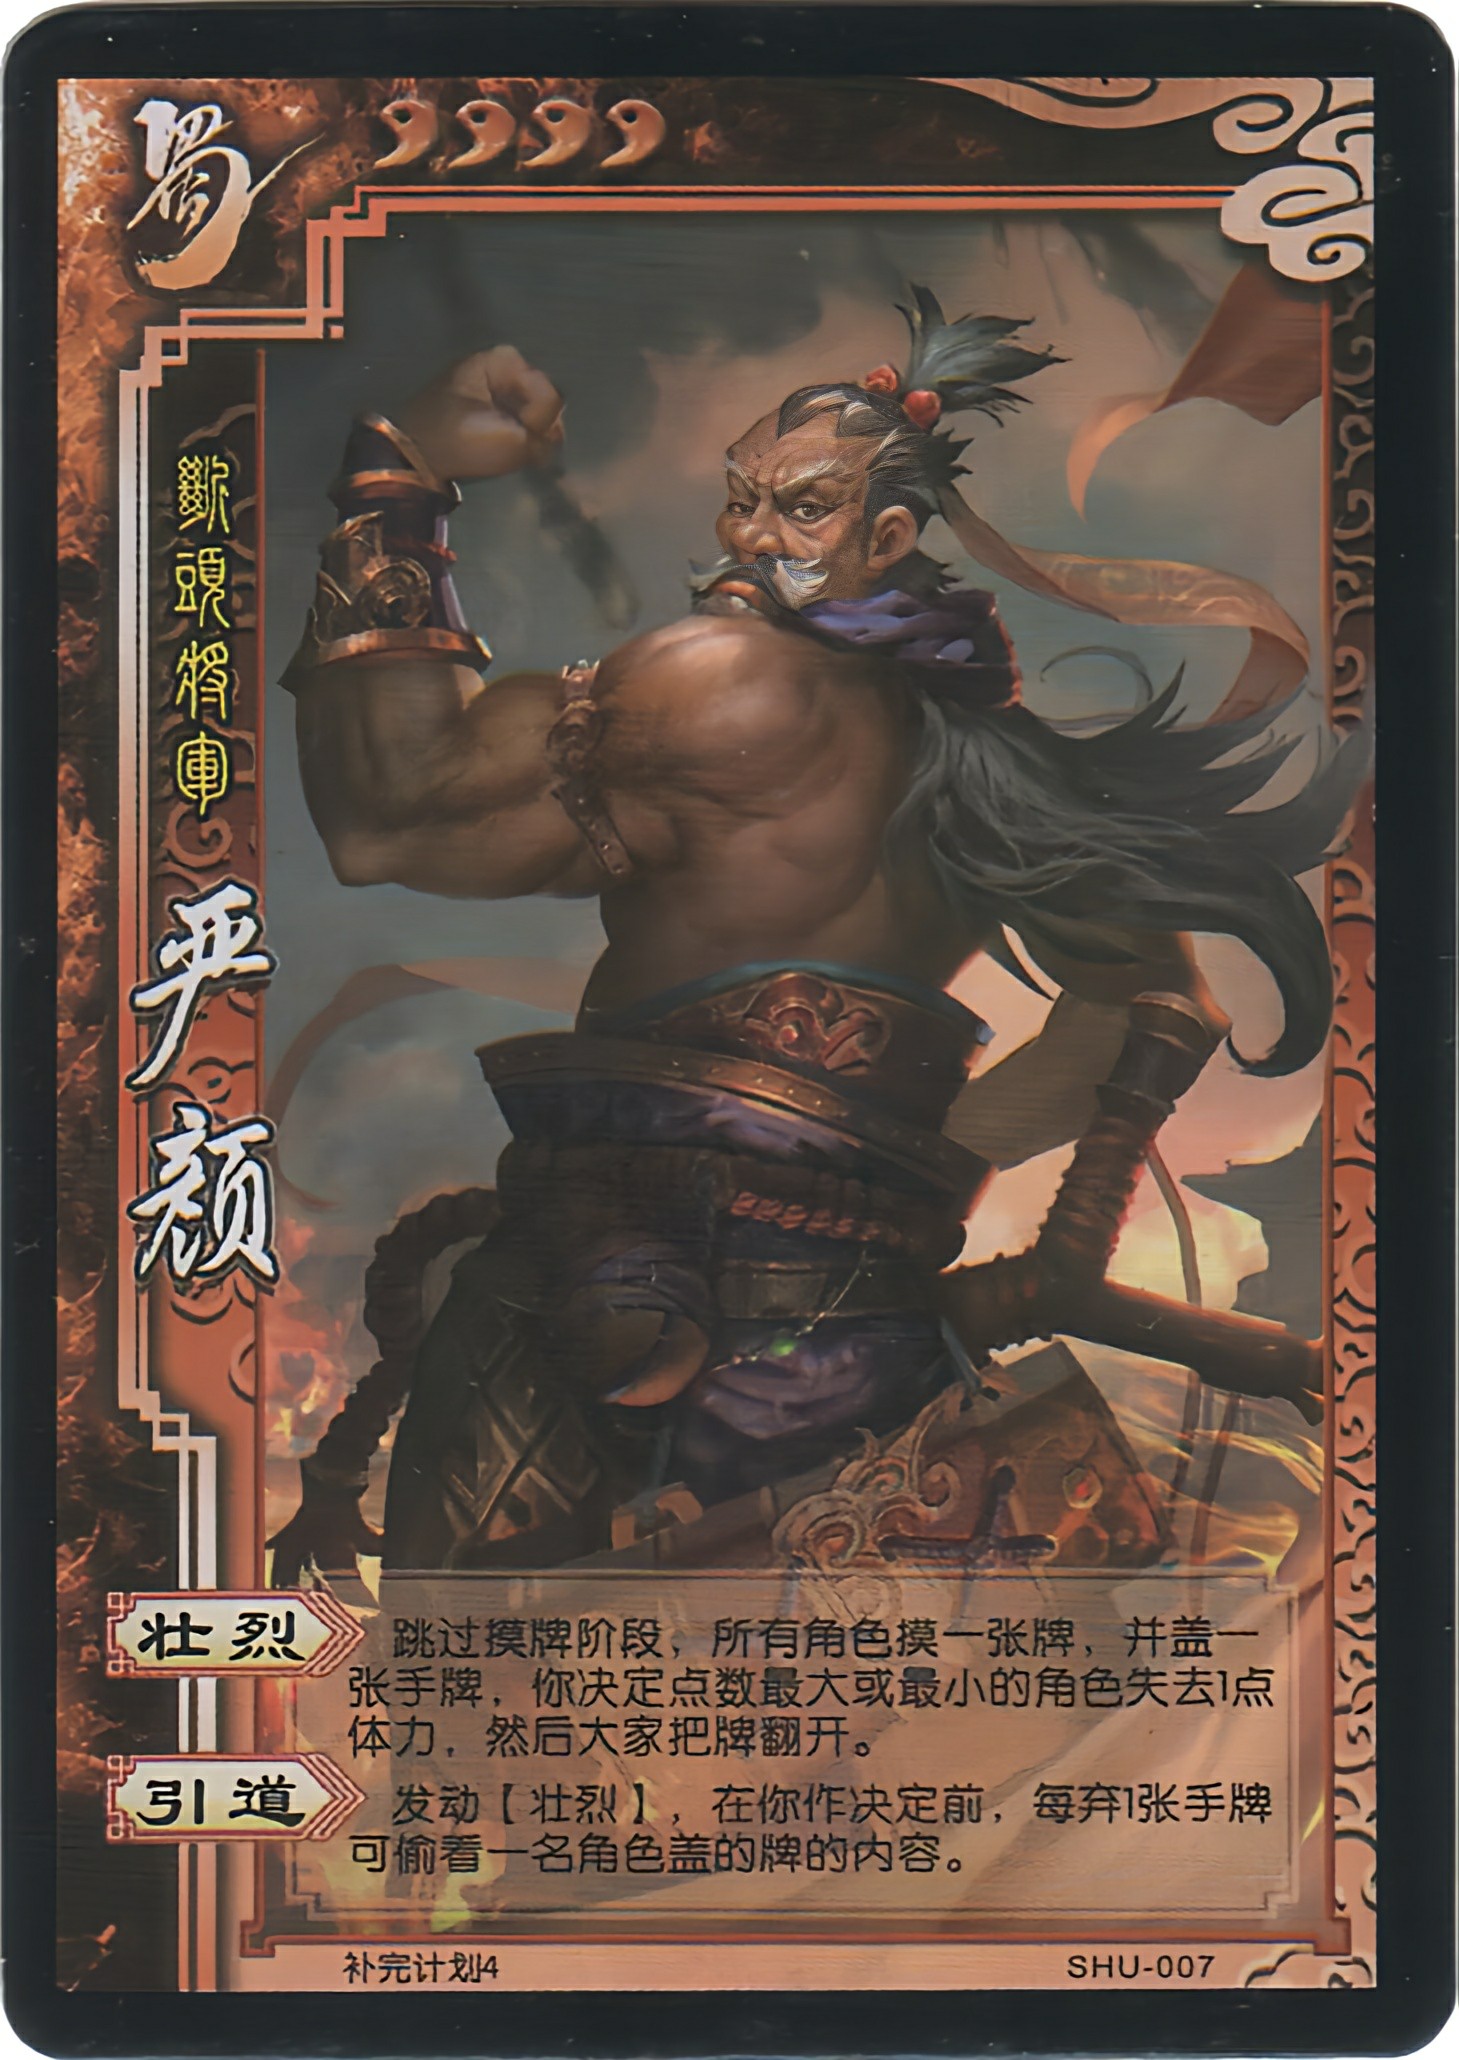 蜀
斷頭將軍
严颜
壮烈
跳过摸牌阶段，所有角色摸一张牌，并盖一
张手牌，你决定点数最大或最小的角色失去1点
体力，然后大家把牌翻开。
引道
发动【壮烈】，在你作决定前，每弃1张手牌
可偷看一名角色盖的牌的内容。
补完计划4
SHU-007